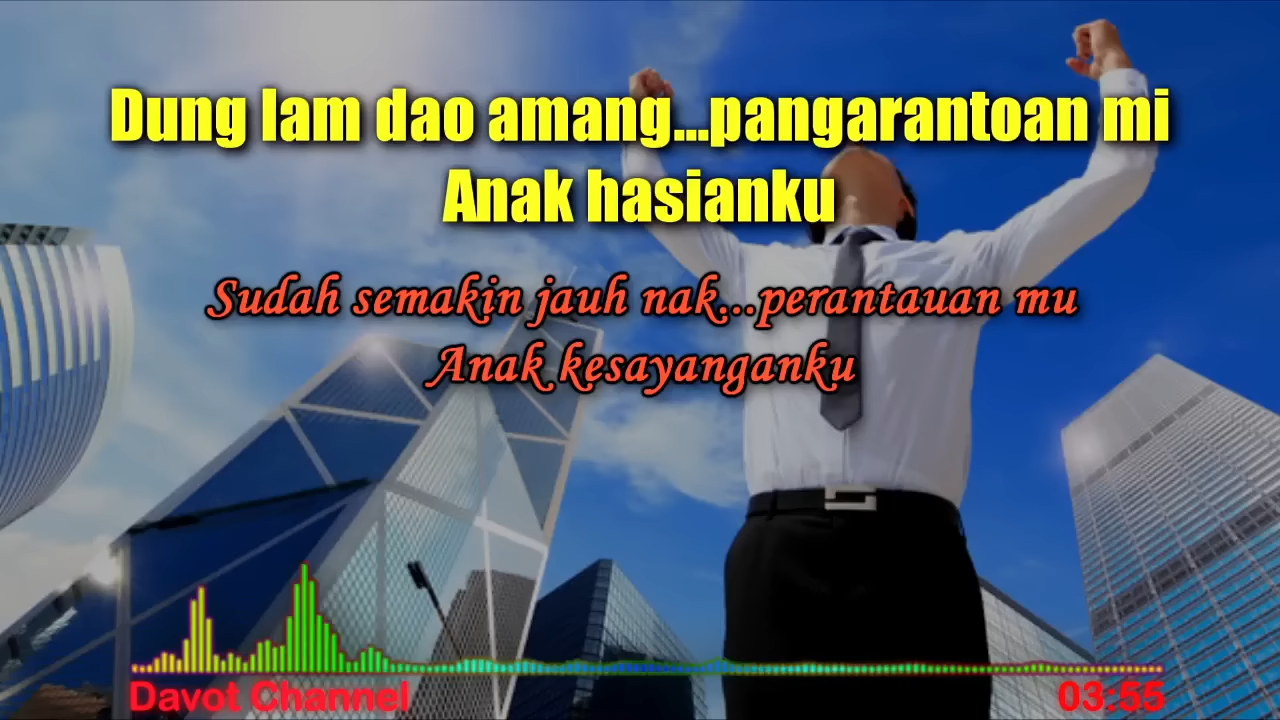 Dung lam dao amang...pangarantoan mi
Anak hasianku
Sudah semakin jauh nak...perantauan mu
Anak kesayanganku
Davot Channel
03:55